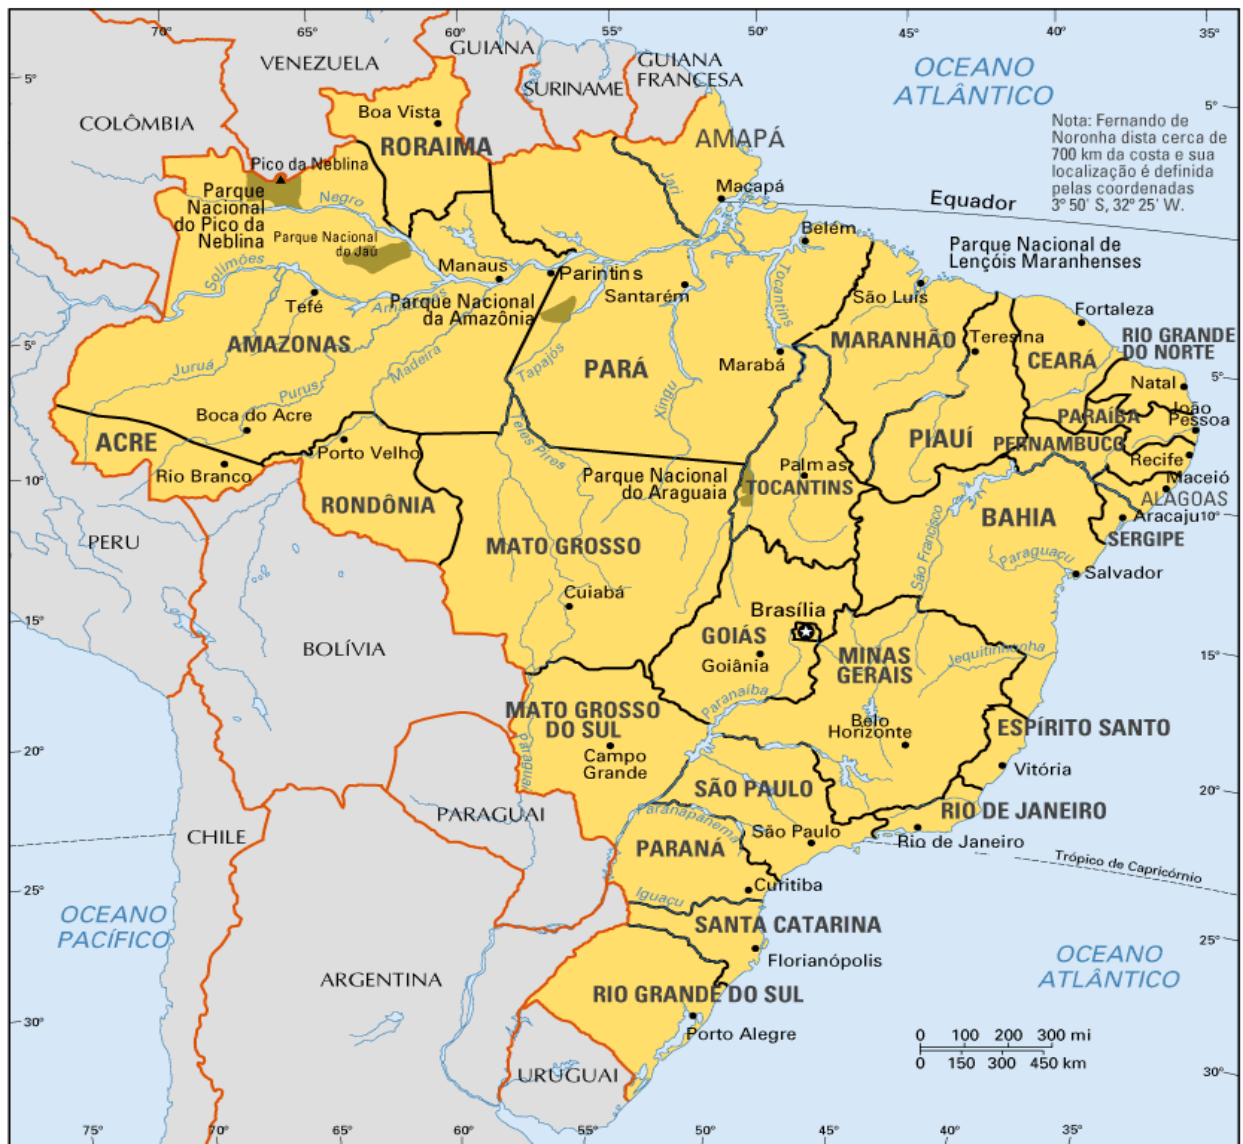 70°
65°
60°
55°
50°
45°
40°
35°
5°
5°
VENEZUELA
GUIANA
SURINAME
GUIANA
FRANCESA
COLÔMBIA
OCEANO
ATLÂNTICO
Nota: Fernando de
Noronha dista cerca de
700 km da costa e sua
localização é definida
pelas coordenadas
3° 50' S, 32° 25' W.
Boa Vista
RORAIMA
AMAPÁ
Pico da Neblina
Parque
Nacional
do Pico da
Neblina
Negro
Jari
Macapá
Equador
Parque Nacional
do Jaú
Belém
Parque Nacional de
Lençóis Maranhenses
Solimões
Manaus
Parintins
Santarém
Tocantins
São Luís
Tefé
Amazonas
Parque Nacional
da Amazônia
Fortaleza
AMAZONAS
MARANHÃO
Teresina
RIO GRANDE
DO NORTE
5°
5°
Juruá
Madeira
Tapajós
PARÁ
Marabá
CEARÁ
Natal
Purus
Xingu
João
Pessoa
Boca do Acre
PARAÍBA
ACRE
Porto Velho
Teles Pires
PIAUÍ
PERNAMBUCO
Recife
Rio Branco
Parque Nacional
do Araguaia
Palmas
TOCANTINS
Maceió
ALAGOAS
10°
10°
RONDÔNIA
BAHIA
Aracaju
SERGIPE
PERU
MATO GROSSO
São Francisco
Paraguaçu
Salvador
Cuiabá
Brasília
15°
15°
BOLÍVIA
GOIÁS
Goiânia
MINAS
GERAIS
Jequitinhonha
Paranaíba
MATO GROSSO
DO SUL
Belo
Horizonte
ESPÍRITO SANTO
20°
20°
Campo
Grande
Paraguai
Vitória
SÃO PAULO
RIO DE JANEIRO
PARAGUAI
Paranapanema
São Paulo
Rio de Janeiro
CHILE
PARANÁ
Trópico de Capricórnio
25°
25°
Curitiba
Iguaçu
OCEANO
PACÍFICO
SANTA CATARINA
Florianópolis
OCEANO
ATLÂNTICO
ARGENTINA
RIO GRANDE DO SUL
30°
30°
Porto Alegre
0 100 200 300 mi
0 150 300 450 km
URUGUAI
75°
70°
65°
60°
55°
50°
45°
40°
35°